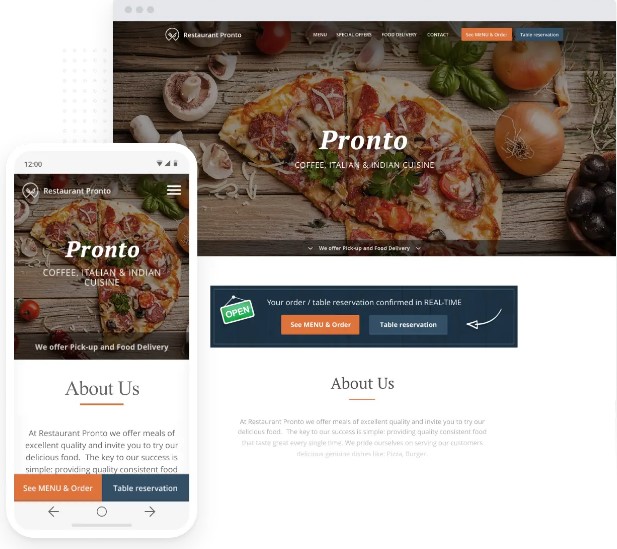 Restaurant Pronto
MENU SPECIAL OFFERS FOOD DELIVERY CONTACT See MENU & Order Table reservation
Pronto
COFFEE, ITALIAN & INDIAN CUISINE
We offer Pick-up and Food Delivery
OPEN
Your order / table reservation confirmed in REAL-TIME
See MENU & Order Table reservation
About Us
At Restaurant Pronto we offer meals of excellent quality and invite you to try our
delicious food. The key to our success is simple: providing quality consistent food
that taste great every single time. We pride ourselves on serving our customers
delicious genuine dishes like: Pizza, Burger.
12:00
Restaurant Pronto
Pronto
COFFEE, ITALIAN & INDIAN
CUISINE
We offer Pick-up and Food Delivery
About Us
At Restaurant Pronto we offer meals of
excellent quality and invite you to try our
delicious food. The key to our success is
simple: providing quality consistent food
See MENU & Order Table reservation